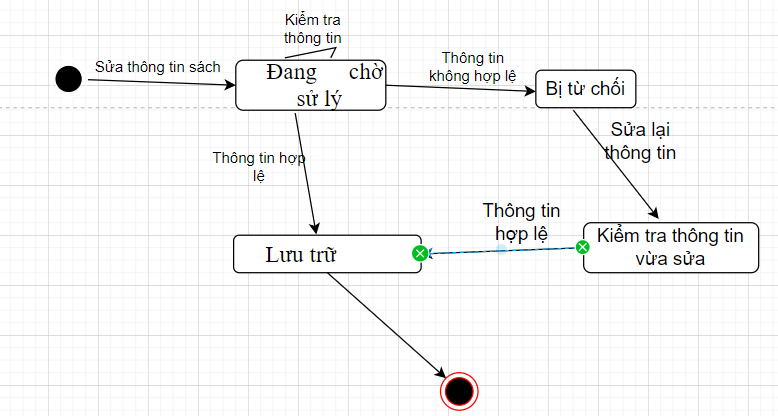 Kiểm tra
thông tin
Sửa thông tin sách
Đang chờ
sử lý
Thông tin
không hợp lệ
Bị từ chối
Sửa lại
thông tin
Thông tin hợp
lệ
Thông tin
hợp lệ
Lưu trữ
Kiểm tra thông tin
vừa sửa